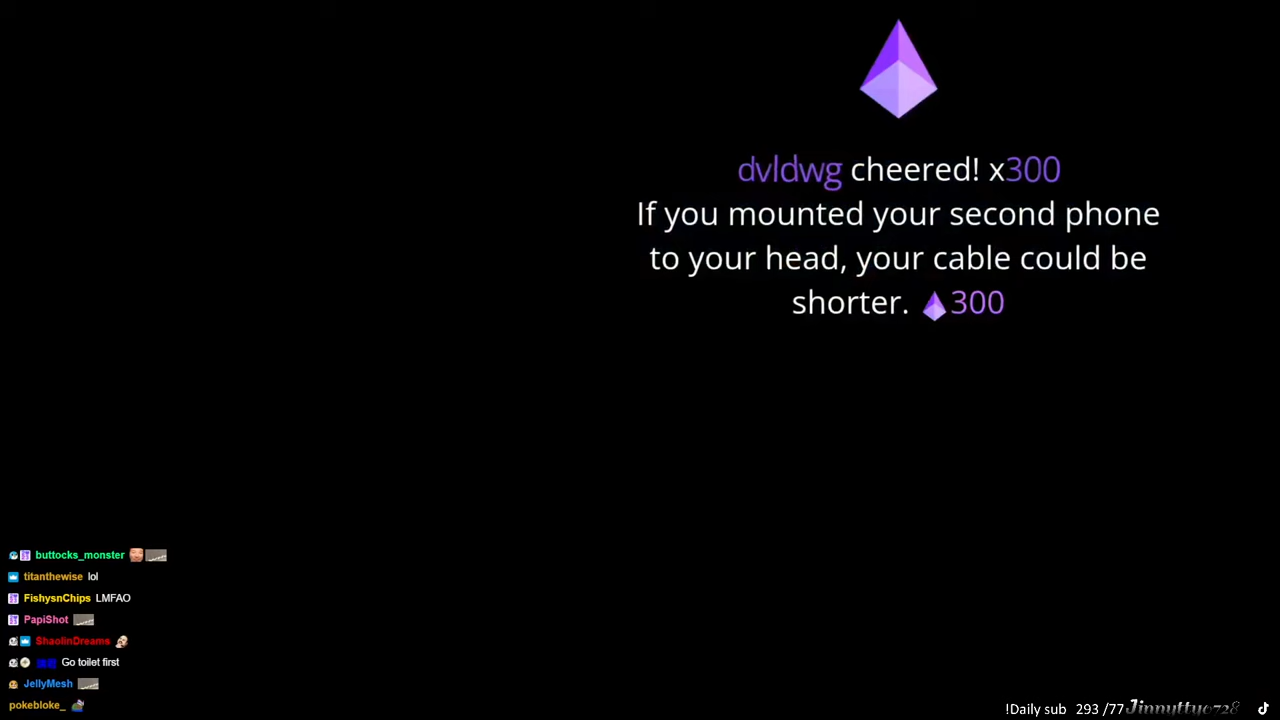 dvldwg cheered! x300
If you mounted your second phone
to your head, your cable could be
shorter. 300
buttocks_monster
titanthewise lol
FishysnChips LMFAO
PapiShot
ShaolinDreams
Go toilet first
JellyMesh
pokebloke_
!Daily sub 293 /77 Jinnytty0728